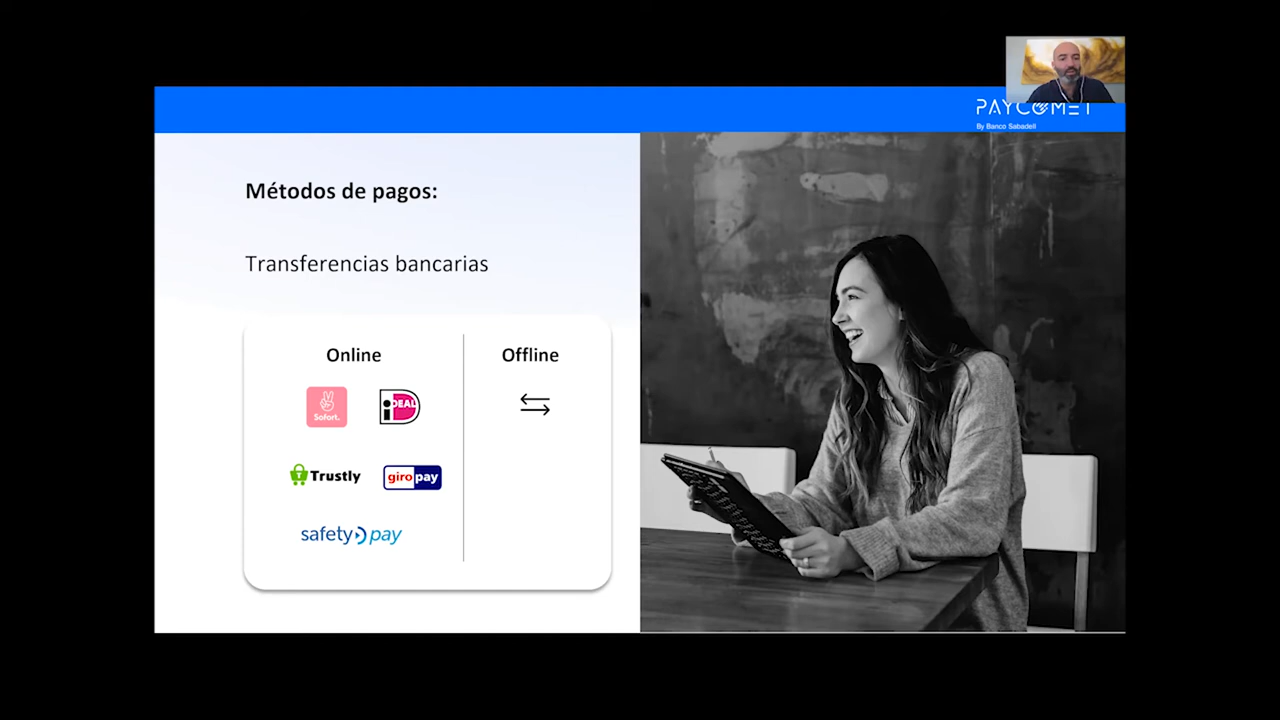 PAYCOMET
By Banco Sabadell
Métodos de pagos:
Transferencias bancarias
Online
Offline
Sofort.
iDEAL
Trustly
giropay
safetypay